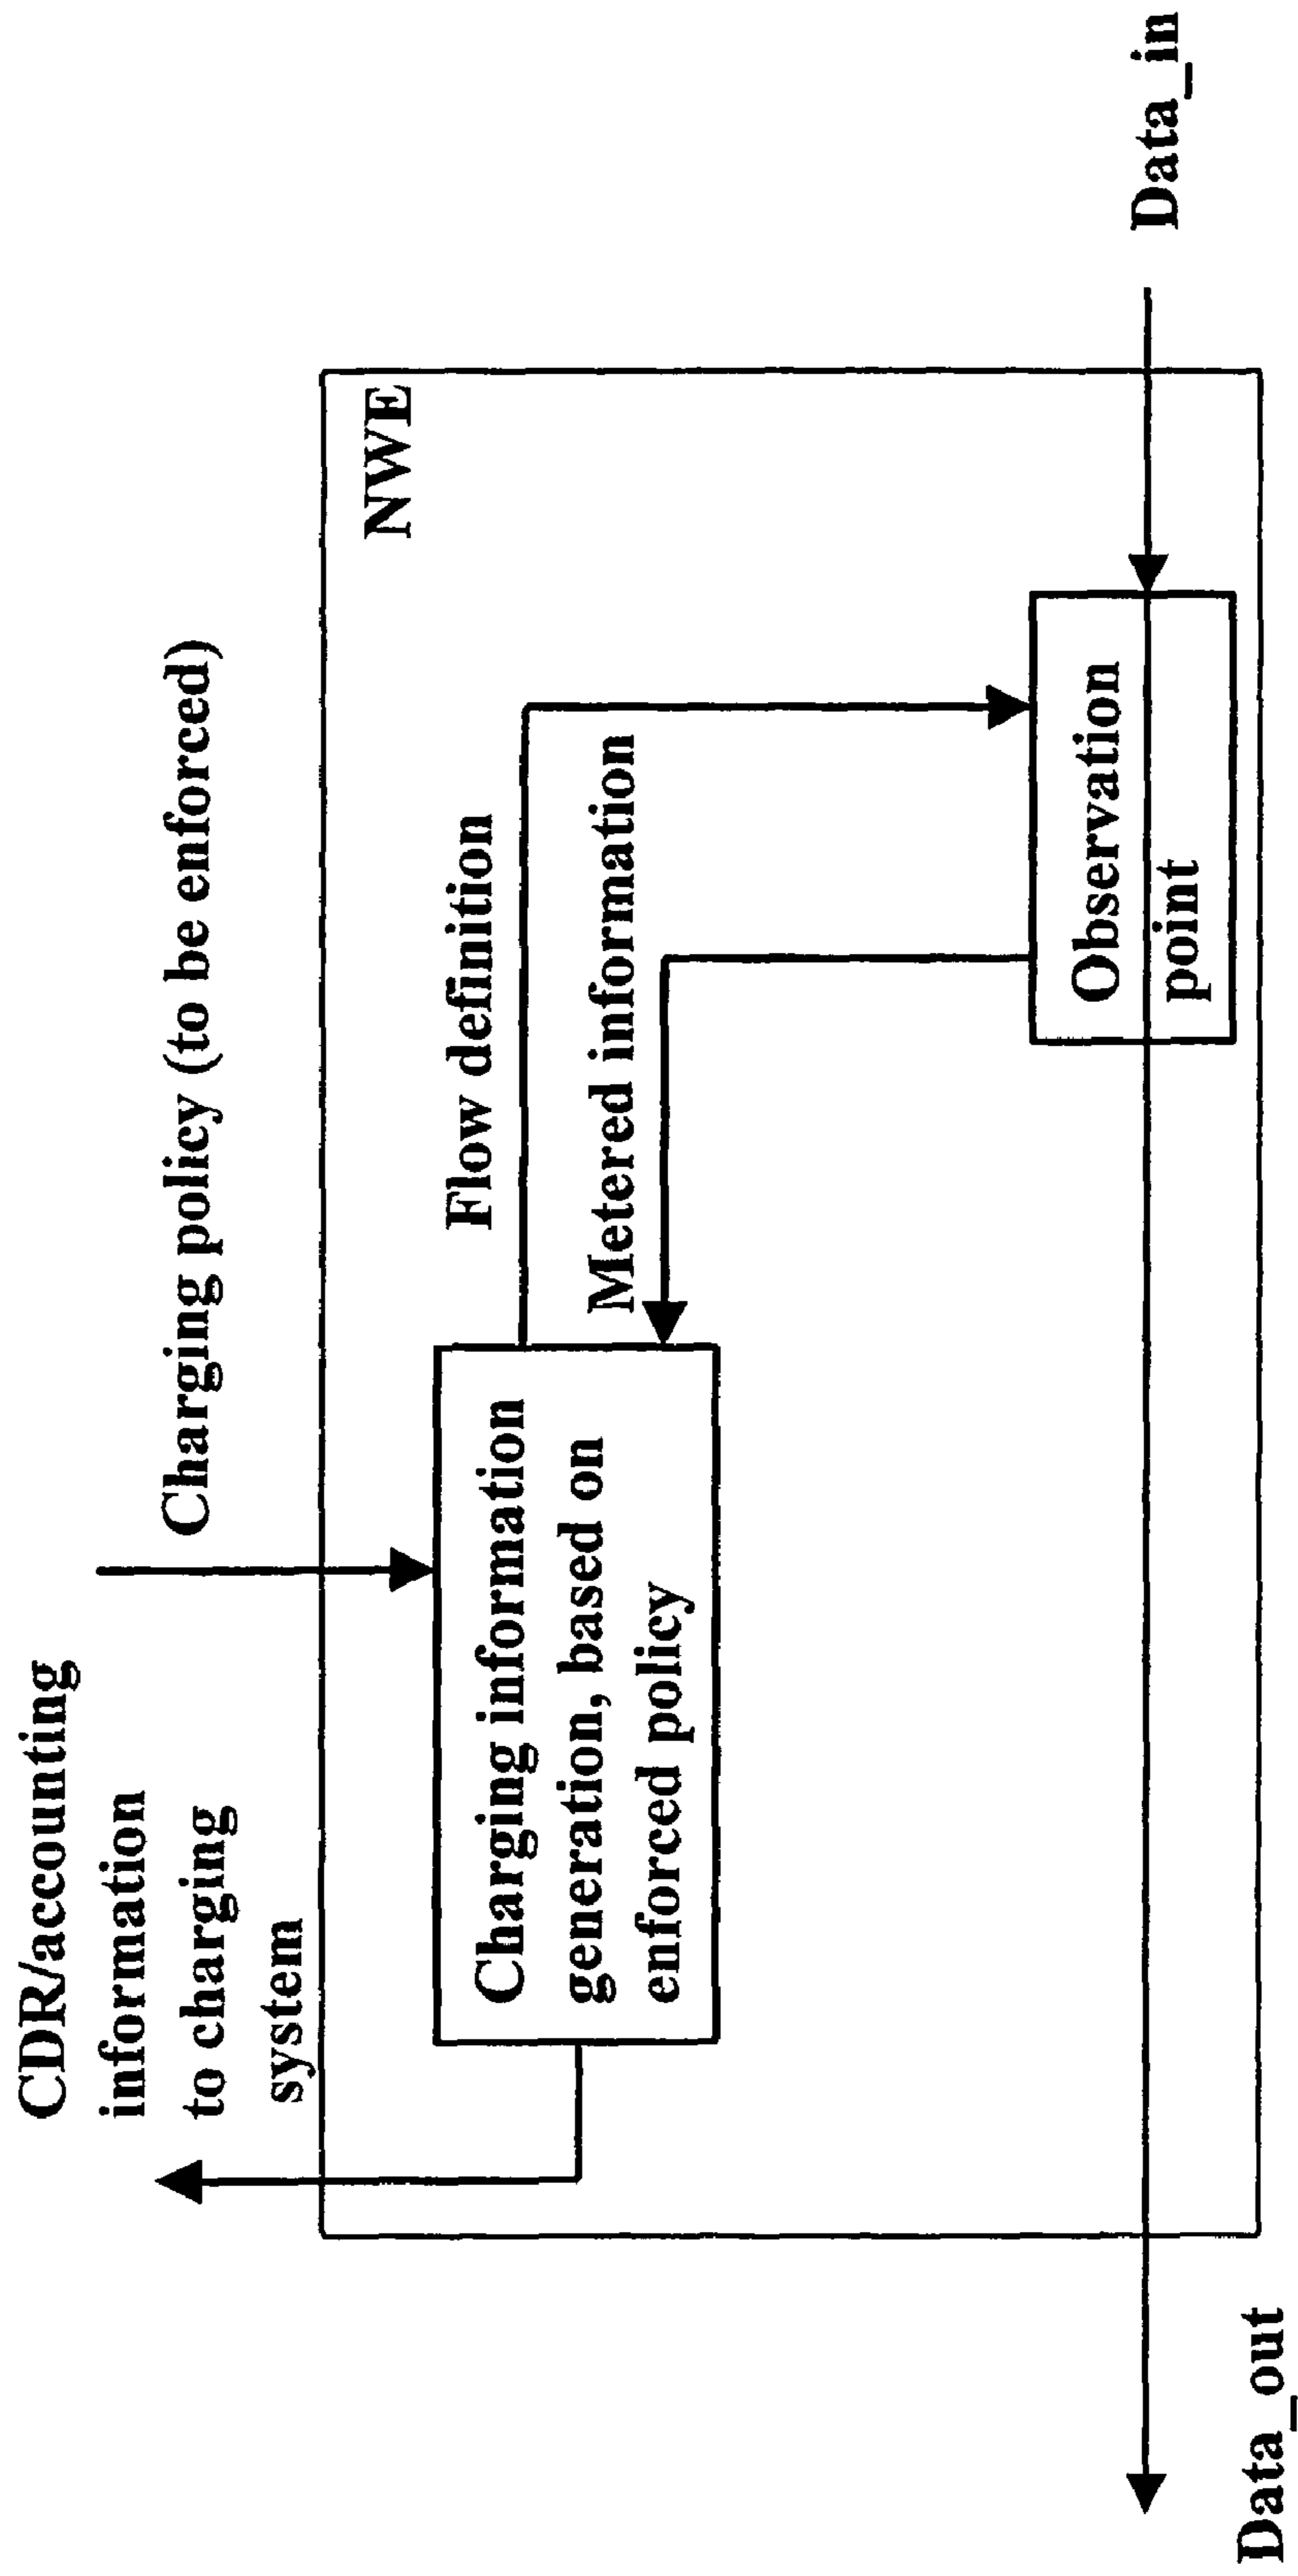 CDR/accounting
information
to charging
system
Charging policy (to be enforced)
NWE
Flow definition
Metered information
Charging information
generation, based on
enforced policy
Observation
point
Data_in
Data_out